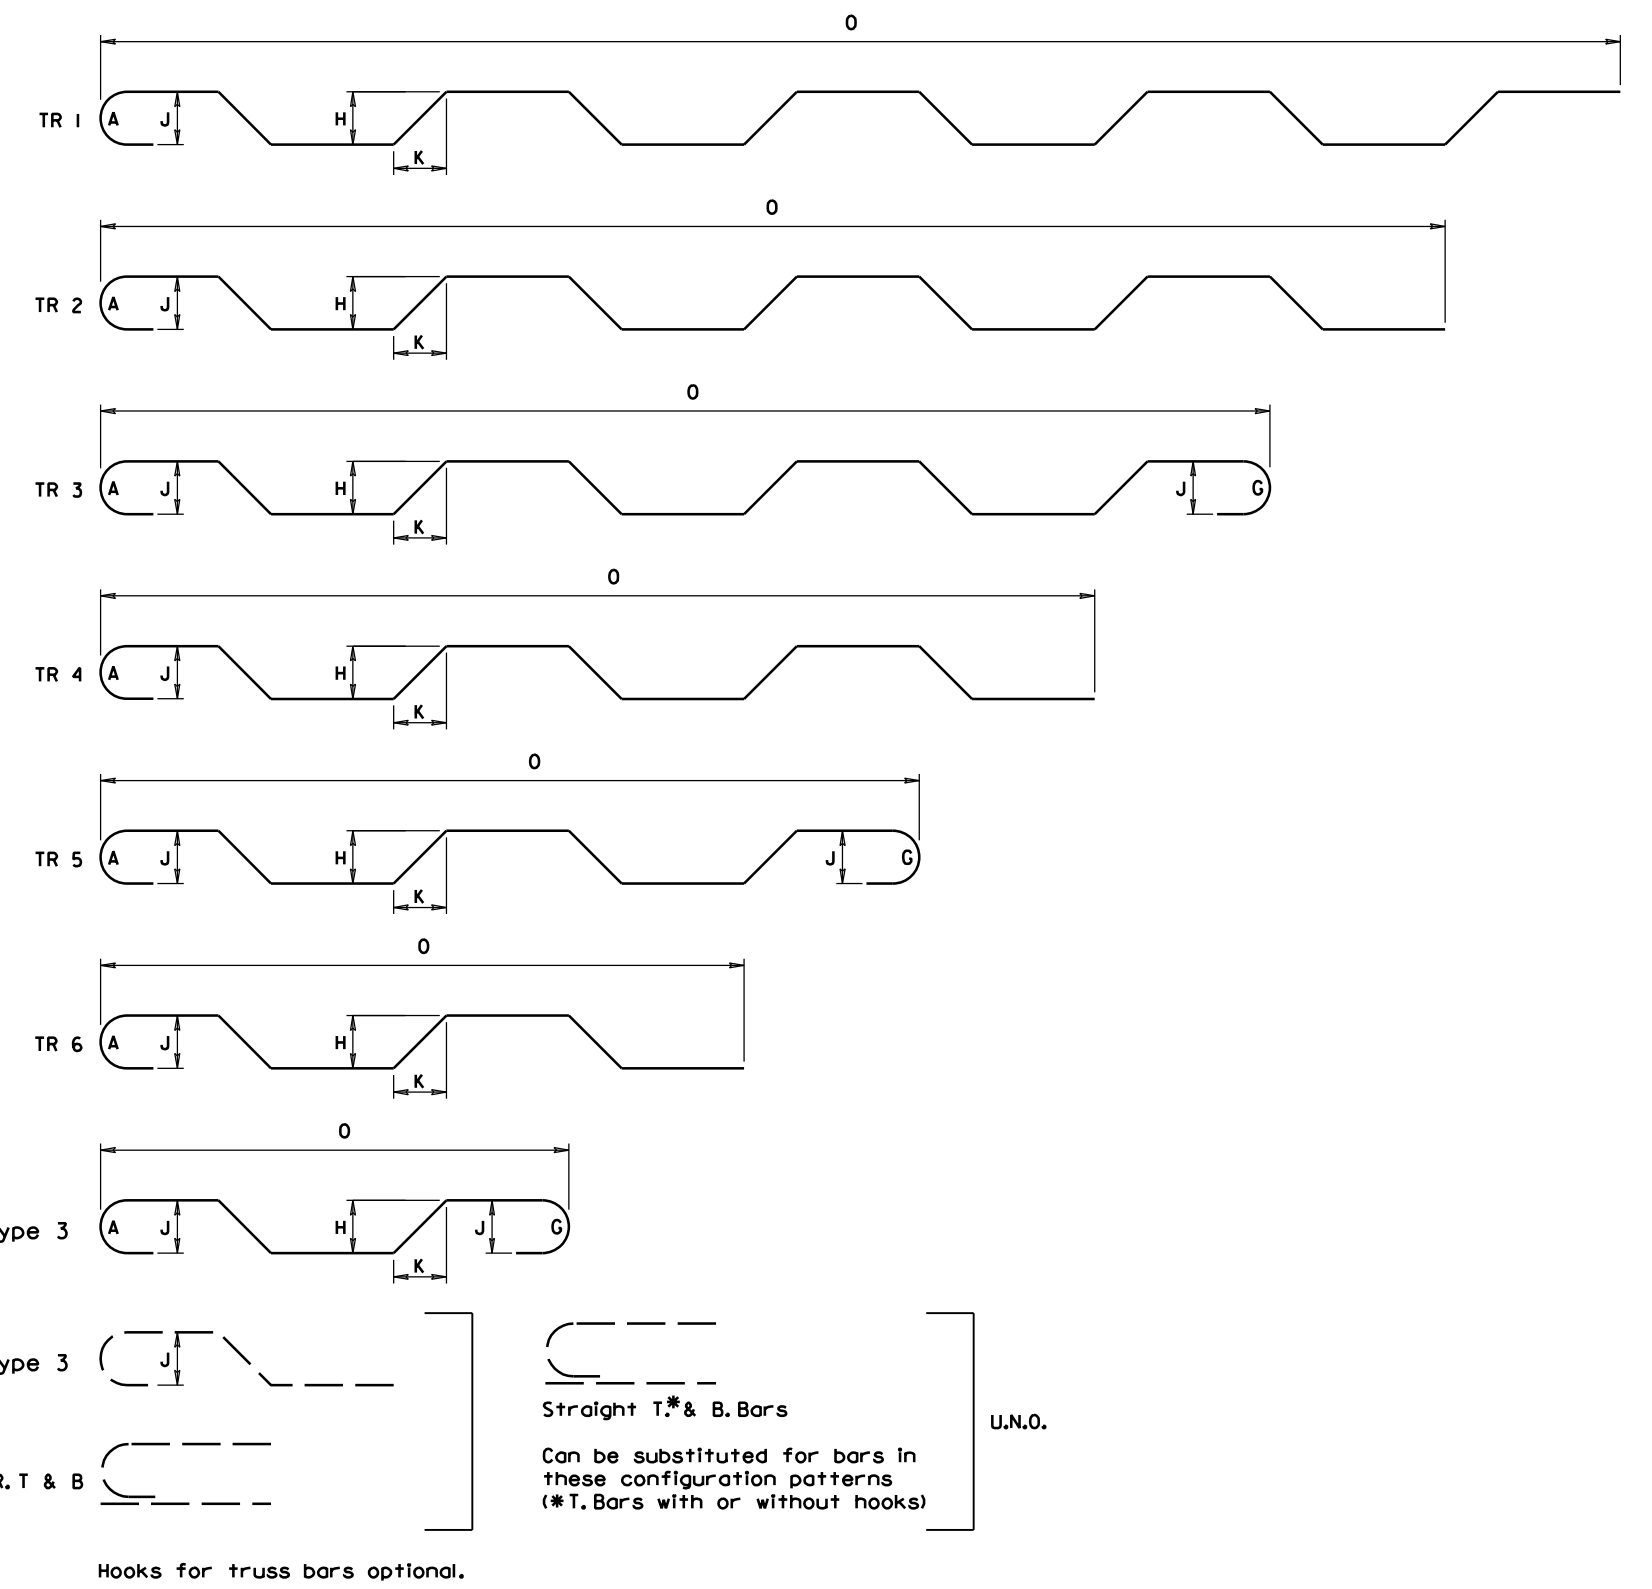 O
TR 1 A J H K
O
TR 2 A J H K
O
TR 3 A J H K J G
O
TR 4 A J H K
O
TR 5 A J H K J G
O
TR 6 A J H K
O
ype 3 A J H K J G
ype 3 J
R. T & B
Straight T.* & B. Bars
Can be substituted for bars in
these configuration patterns
(* T. Bars with or without hooks)
U.N.O.
Hooks for truss bars optional.